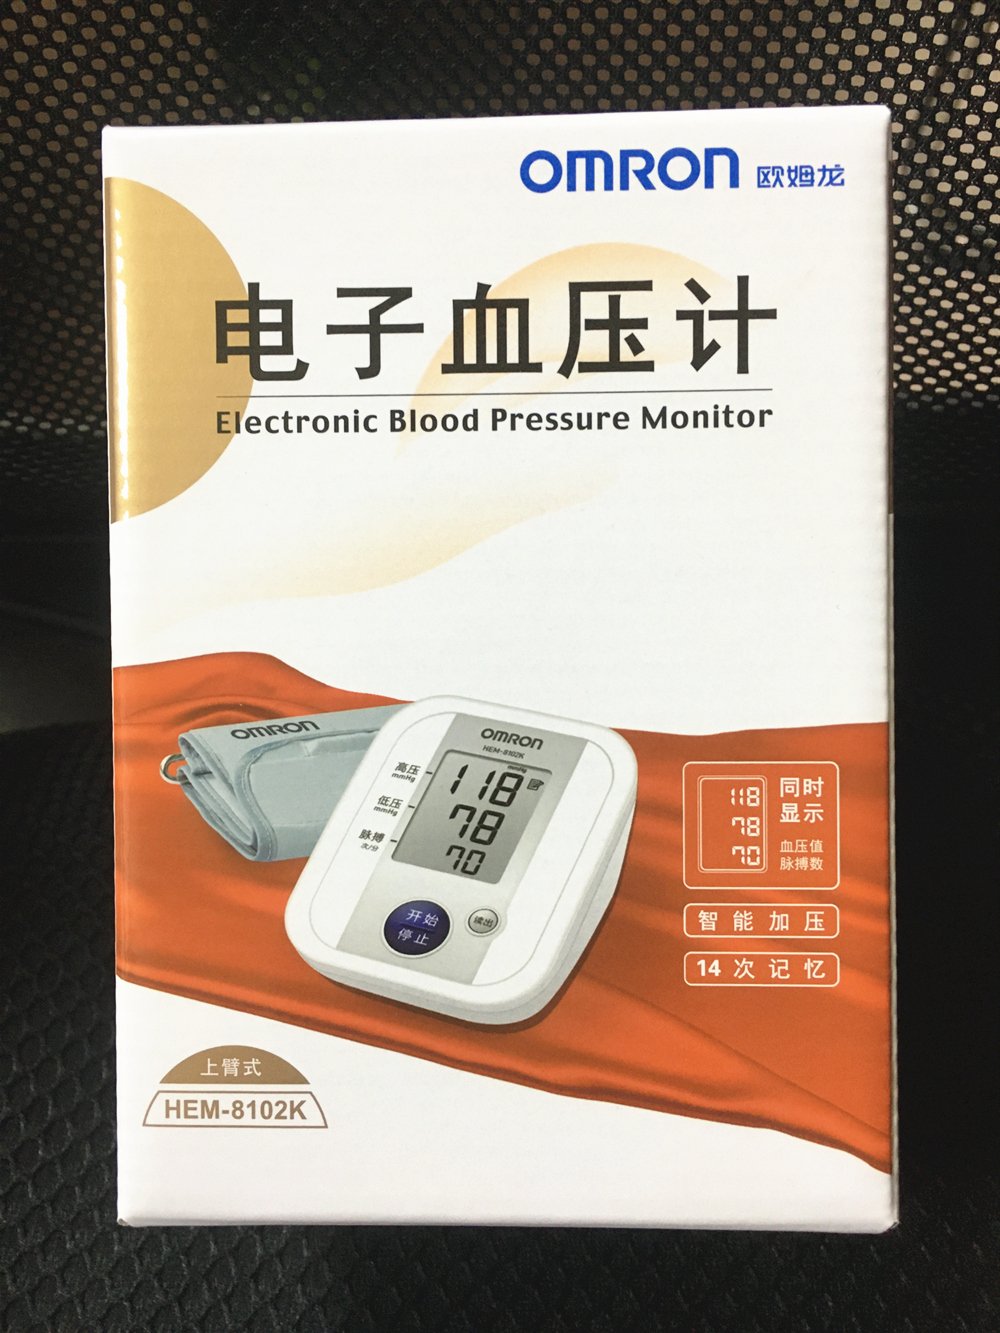 OMRON 欧姆龙
电子血压计
Electronic Blood Pressure Monitor
OMRON
OMRON
HEM-8102K
mmHg
高压
mmHg
118
低压
mmHg
78
脉搏
次/分
70
开始
停止
读出
118
78
70
同时
显示
血压值
脉搏数
智能加压
14次记忆
上臂式
HEM-8102K